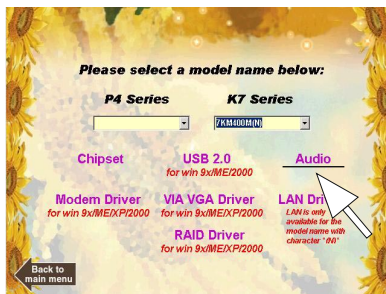 Please select a model name below:
P4 Series K7 Series
7KM400M(N)
Chipset USB 2.0 Audio
for win 9x/ME/2000
Modem Driver VIA VGA Driver LAN Dri
for win 9x/ME/XP/2000 for win 9x/ME/XP/2000 LAN is only
available for the
model name with
character "(N)"
RAID Driver
for win 9x/ME/XP/2000
Back to
main menu